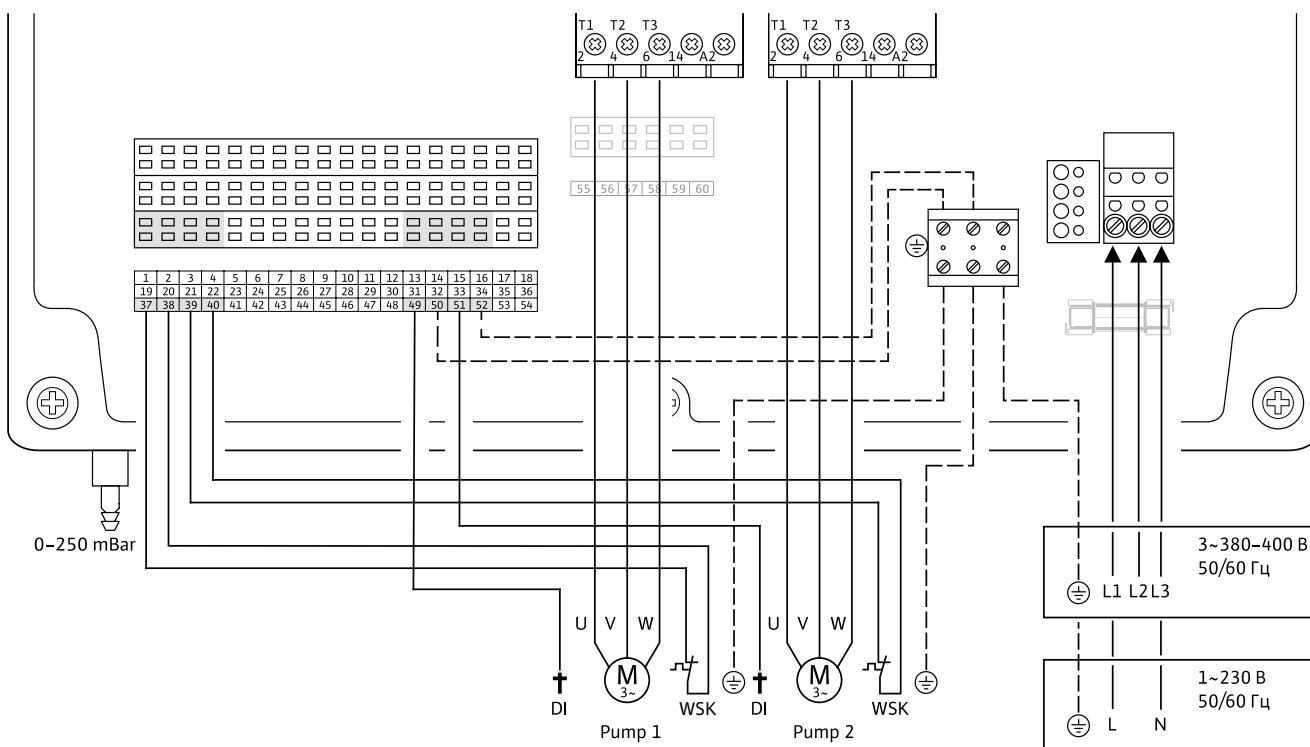 T1 T2 T3
2 4 6 14 A2
T1 T2 T3
2 4 6 14 A2
55 56 57 58 59 60
1 2 3 4 5 6 7 8 9 10 11 12 13 14 15 16 17 18
19 20 21 22 23 24 25 26 27 28 29 30 31 32 33 34 35 36
37 38 39 40 41 42 43 44 45 46 47 48 49 50 51 52 53 54
0–250 mBar
3~380–400 В
50/60 Гц
L1 L2 L3
U V W
M
3~
DI
WSK
Pump 1
U V W
M
3~
DI
WSK
Pump 2
1~230 В
50/60 Гц
L N